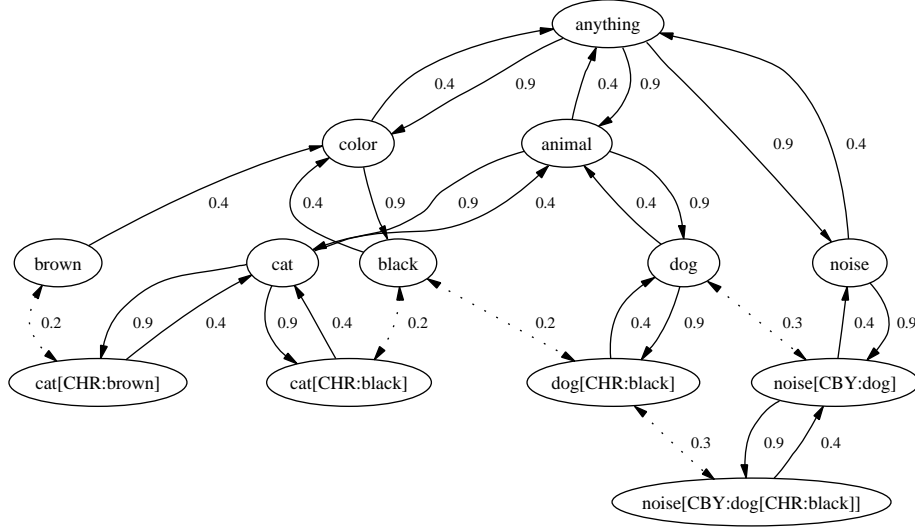 anything
0.4 0.9 0.4 0.9
color animal 0.9 0.4
0.4 0.4 0.9 0.9 0.4 0.4 0.9
brown cat black dog noise
0.2 0.9 0.4 0.9 0.4 0.2 0.2 0.4 0.9 0.3 0.4 0.9
cat[CHR:brown] cat[CHR:black] dog[CHR:black] noise[CBY:dog]
0.3 0.9 0.4
noise[CBY:dog[CHR:black]]